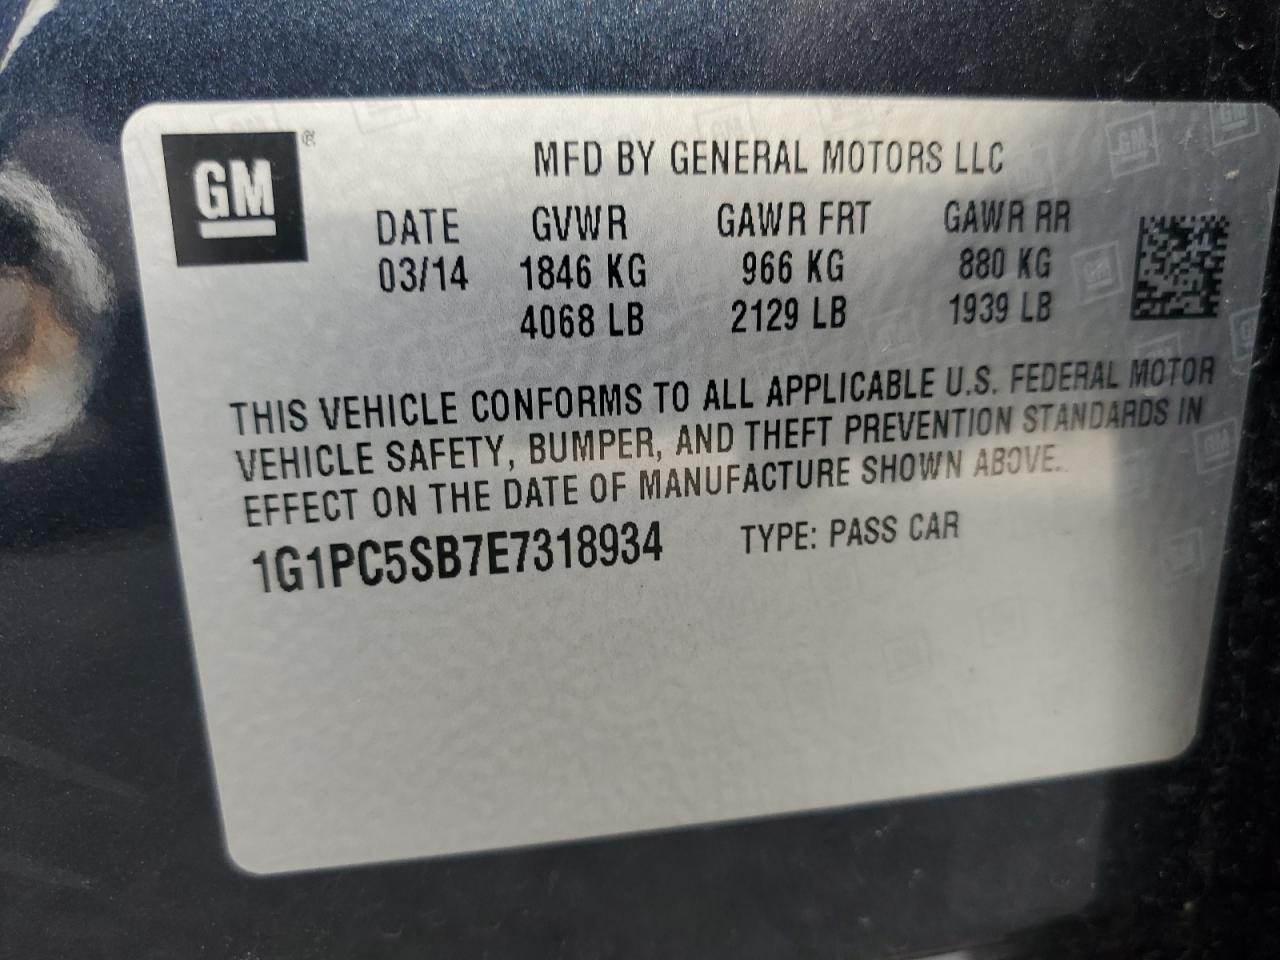 GM®
MFD BY GENERAL MOTORS LLC
DATE GVWR GAWR FRT GAWR RR
03/14 1846 KG 966 KG 880 KG
4068 LB 2129 LB 1939 LB
THIS VEHICLE CONFORMS TO ALL APPLICABLE U.S. FEDERAL MOTOR
VEHICLE SAFETY, BUMPER, AND THEFT PREVENTION STANDARDS IN
EFFECT ON THE DATE OF MANUFACTURE SHOWN ABOVE.
1G1PC5SB7E7318934 TYPE: PASS CAR